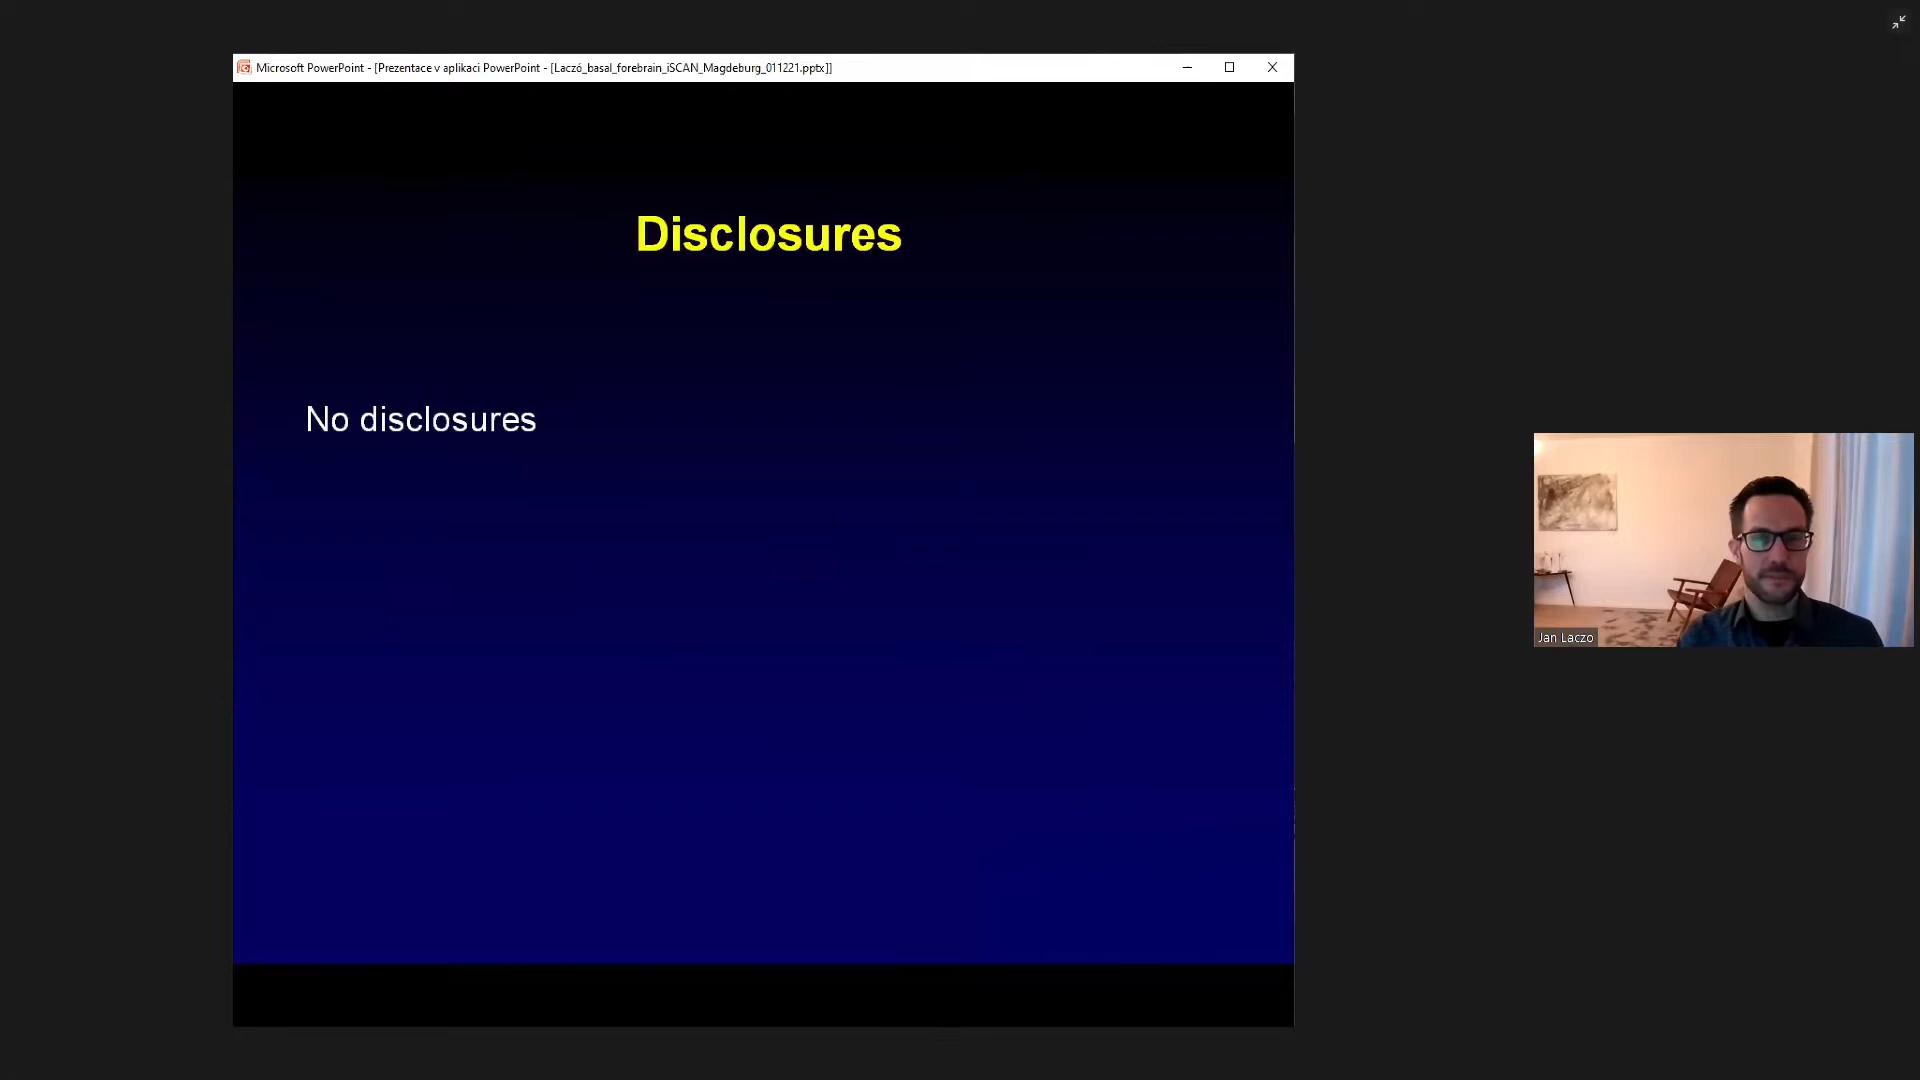 Microsoft PowerPoint - [Prezentace v aplikaci PowerPoint - [Laczó_basal_forebrain_iSCAN_Magdeburg_011221.pptx]]
Disclosures
No disclosures
Jan Laczo